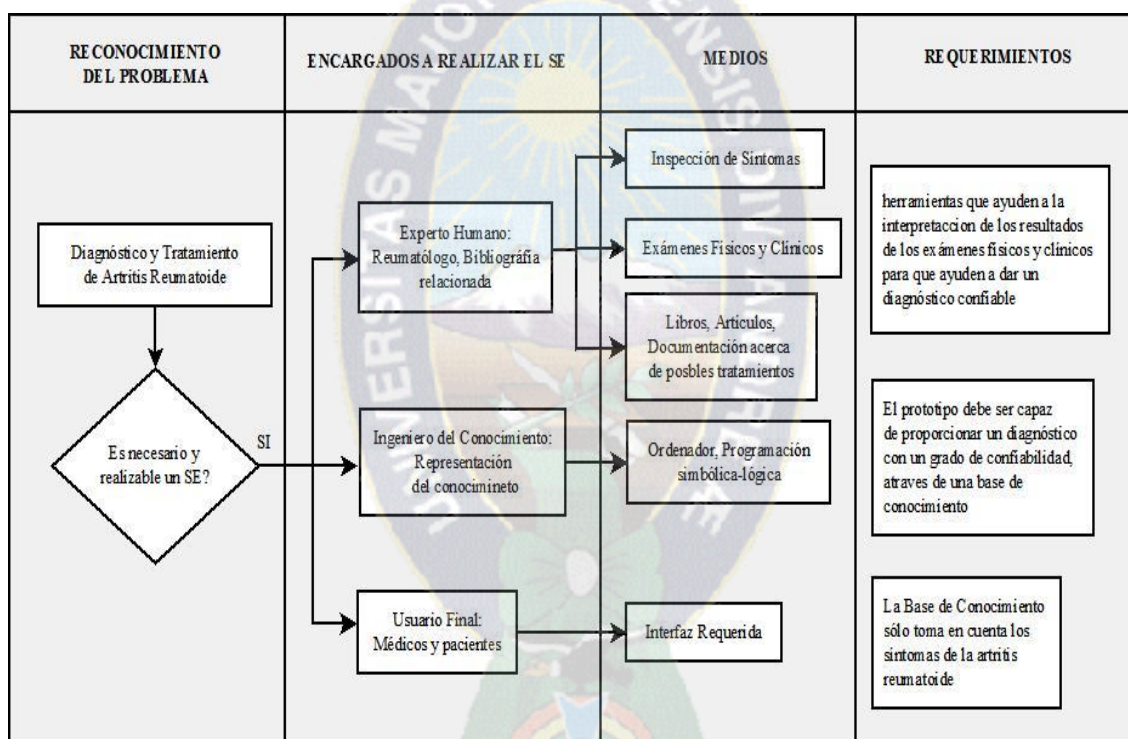 RECONOCIMIENTO
DEL PROBLEMA
ENCARGADOS A REALIZAR EL SE
MEDIOS
REQUERIMIENTOS
Diagnóstico y Tratamiento
de Artritis Reumatoide
Es necesario y
realizable un SE?
SI
Experto Humano:
Reumatólogo, Bibliográfia
relacionada
Ingeniero del Conocimiento:
Representación
del conocimineto
Usuario Final:
Médicos y pacientes
Inspección de Síntomas
Exámenes Físicos y Clínicos
Libros, Artículos,
Documentación acerca
de posbles tratamientos
Ordenador, Programación
simbólica-lógica
Interfaz Requerida
herramientas que ayuden a la
interpretacion de los resultados
de los exámenes físicos y clínicos
para que ayuden a dar un
diagnóstico confiable
El prototipo debe ser capaz
de proporcionar un diagnóstico
con un grado de confiabilidad,
atraves de una base de
conocimiento
La Base de Conocimiento
sólo toma en cuenta los
síntomas de la artritis
reumatoide